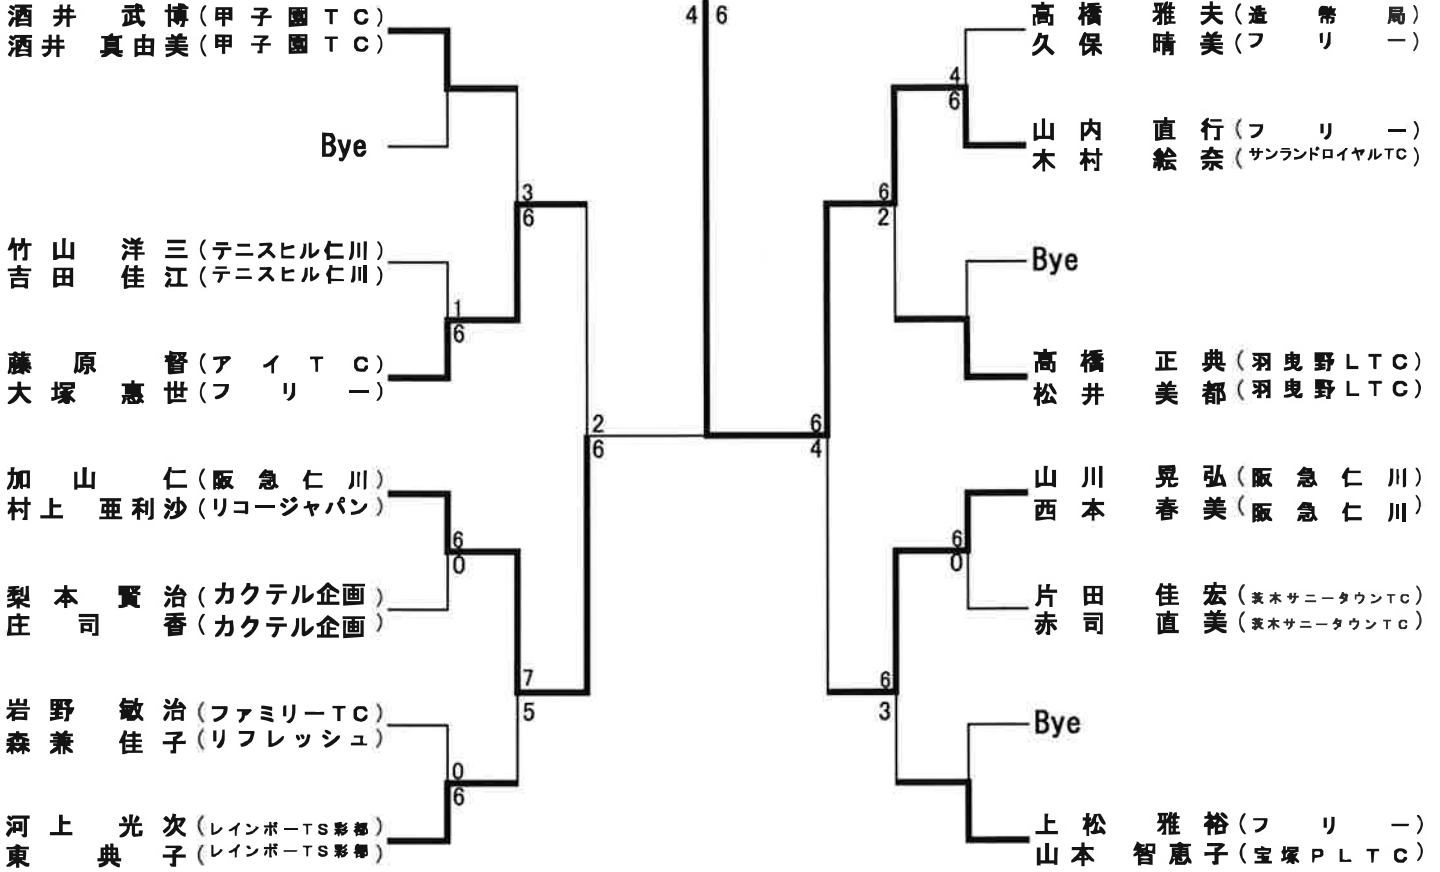 酒井 武博 (甲子園TC)
酒井 真由美 (甲子園TC)
Bye
3
6
竹山 洋三 (テニスヒル仁川)
吉田 佳江 (テニスヒル仁川)
1
6
藤原 督 (アイTC)
大塚 惠世 (フリー)
2
6
加山 仁 (阪急仁川)
村上 亜利沙 (リコージャパン)
6
0
梨本 賢治 (カクテル企画)
庄司 香 (カクテル企画)
7
5
岩野 敏治 (ファミリーTC)
森兼 佳子 (リフレッシュ)
0
6
河上 光次 (レインボーTS彩都)
東 典子 (レインボーTS彩都)
4 6
高橋 雅夫 (造幣局)
久保 晴美 (フリー)
4
6
山内 直行 (フリー)
木村 絵奈 (サンランドロイヤルTC)
6
2
Bye
高橋 正典 (羽曳野LTC)
松井 美都 (羽曳野LTC)
6
4
山川 晃弘 (阪急仁川)
西本 春美 (阪急仁川)
6
0
片田 佳宏 (茨木サニータウンTC)
赤司 直美 (茨木サニータウンTC)
6
3
Bye
上松 雅裕 (フリー)
山本 智恵子 (宝塚PLTC)